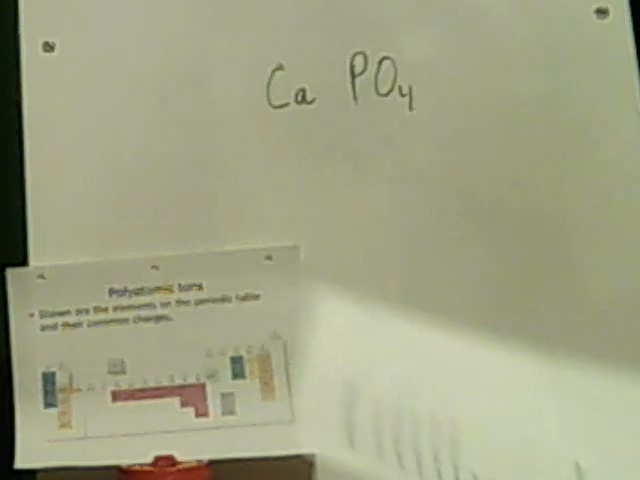 Ca PO₄
Polyatomic Ions
Shown are the elements on the periodic table
and their common charges.